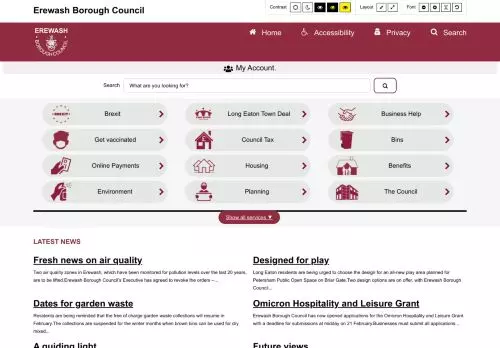 Erewash Borough Council
Contrast
Layout
Font
EREWASH
BOROUGH COUNCIL
Home
Accessibility
Privacy
Search
My Account.
Search
What are you looking for?
Brexit
Long Eaton Town Deal
Business Help
Get vaccinated
Council Tax
Bins
Online Payments
Housing
Benefits
Environment
Planning
The Council
Show all services ▼
LATEST NEWS
Fresh news on air quality
Two air quality zones in Erewash, which have been monitored for pollution levels over the last 20 years,
are to be lifted.Erewash Borough Council's Executive has agreed to revoke the orders – ...
Designed for play
Long Eaton residents are being urged to choose the design for an all-new play area planned for
Petersham Public Open Space on Briar Gate.Two design options are on offer, with Erewash Borough
Council...
Dates for garden waste
Residents are being reminded that the free of charge garden waste collections will resume in
February.The collections are suspended for the winter months when brown bins can be used for dry
mixed...
Omicron Hospitality and Leisure Grant
Erewash Borough Council has now opened applications for the Omicron Hospitality and Leisure Grant
with a deadline for submissions at midday on 21 February.Businesses must submit all applications...
A guiding light
Future views